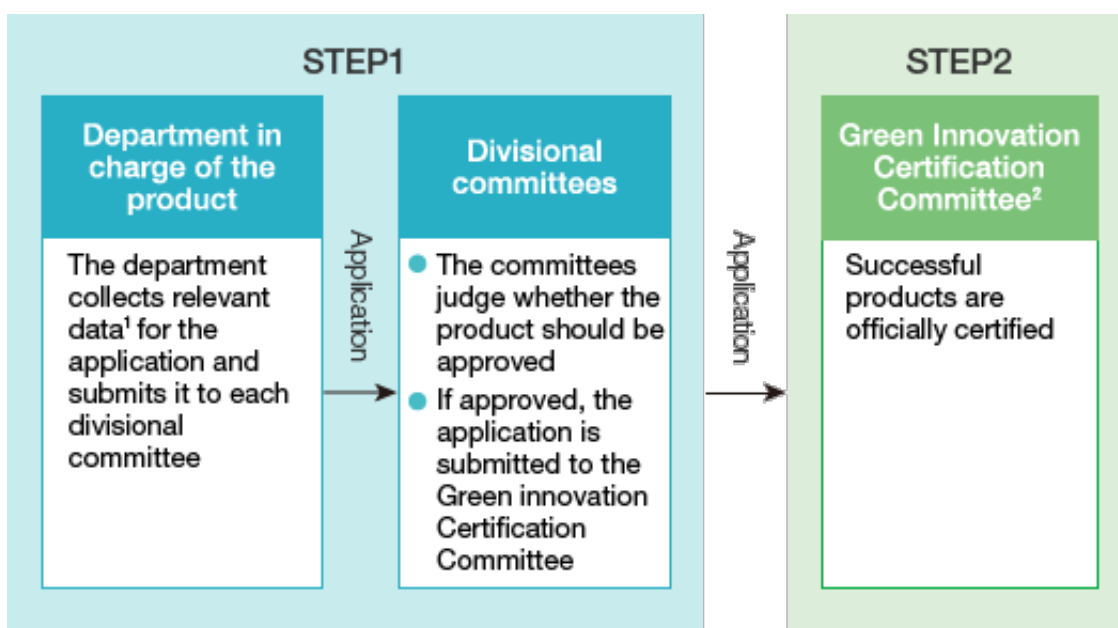 STEP1
Department in
charge of the
product
The department
collects relevant
data¹ for the
application and
submits it to each
divisional
committee
Application
Divisional
committees
● The committees
judge whether the
product should be
approved
● If approved, the
application is
submitted to the
Green innovation
Certification
Committee
Application
STEP2
Green Innovation
Certification
Committee²
Successful
products are
officially certified